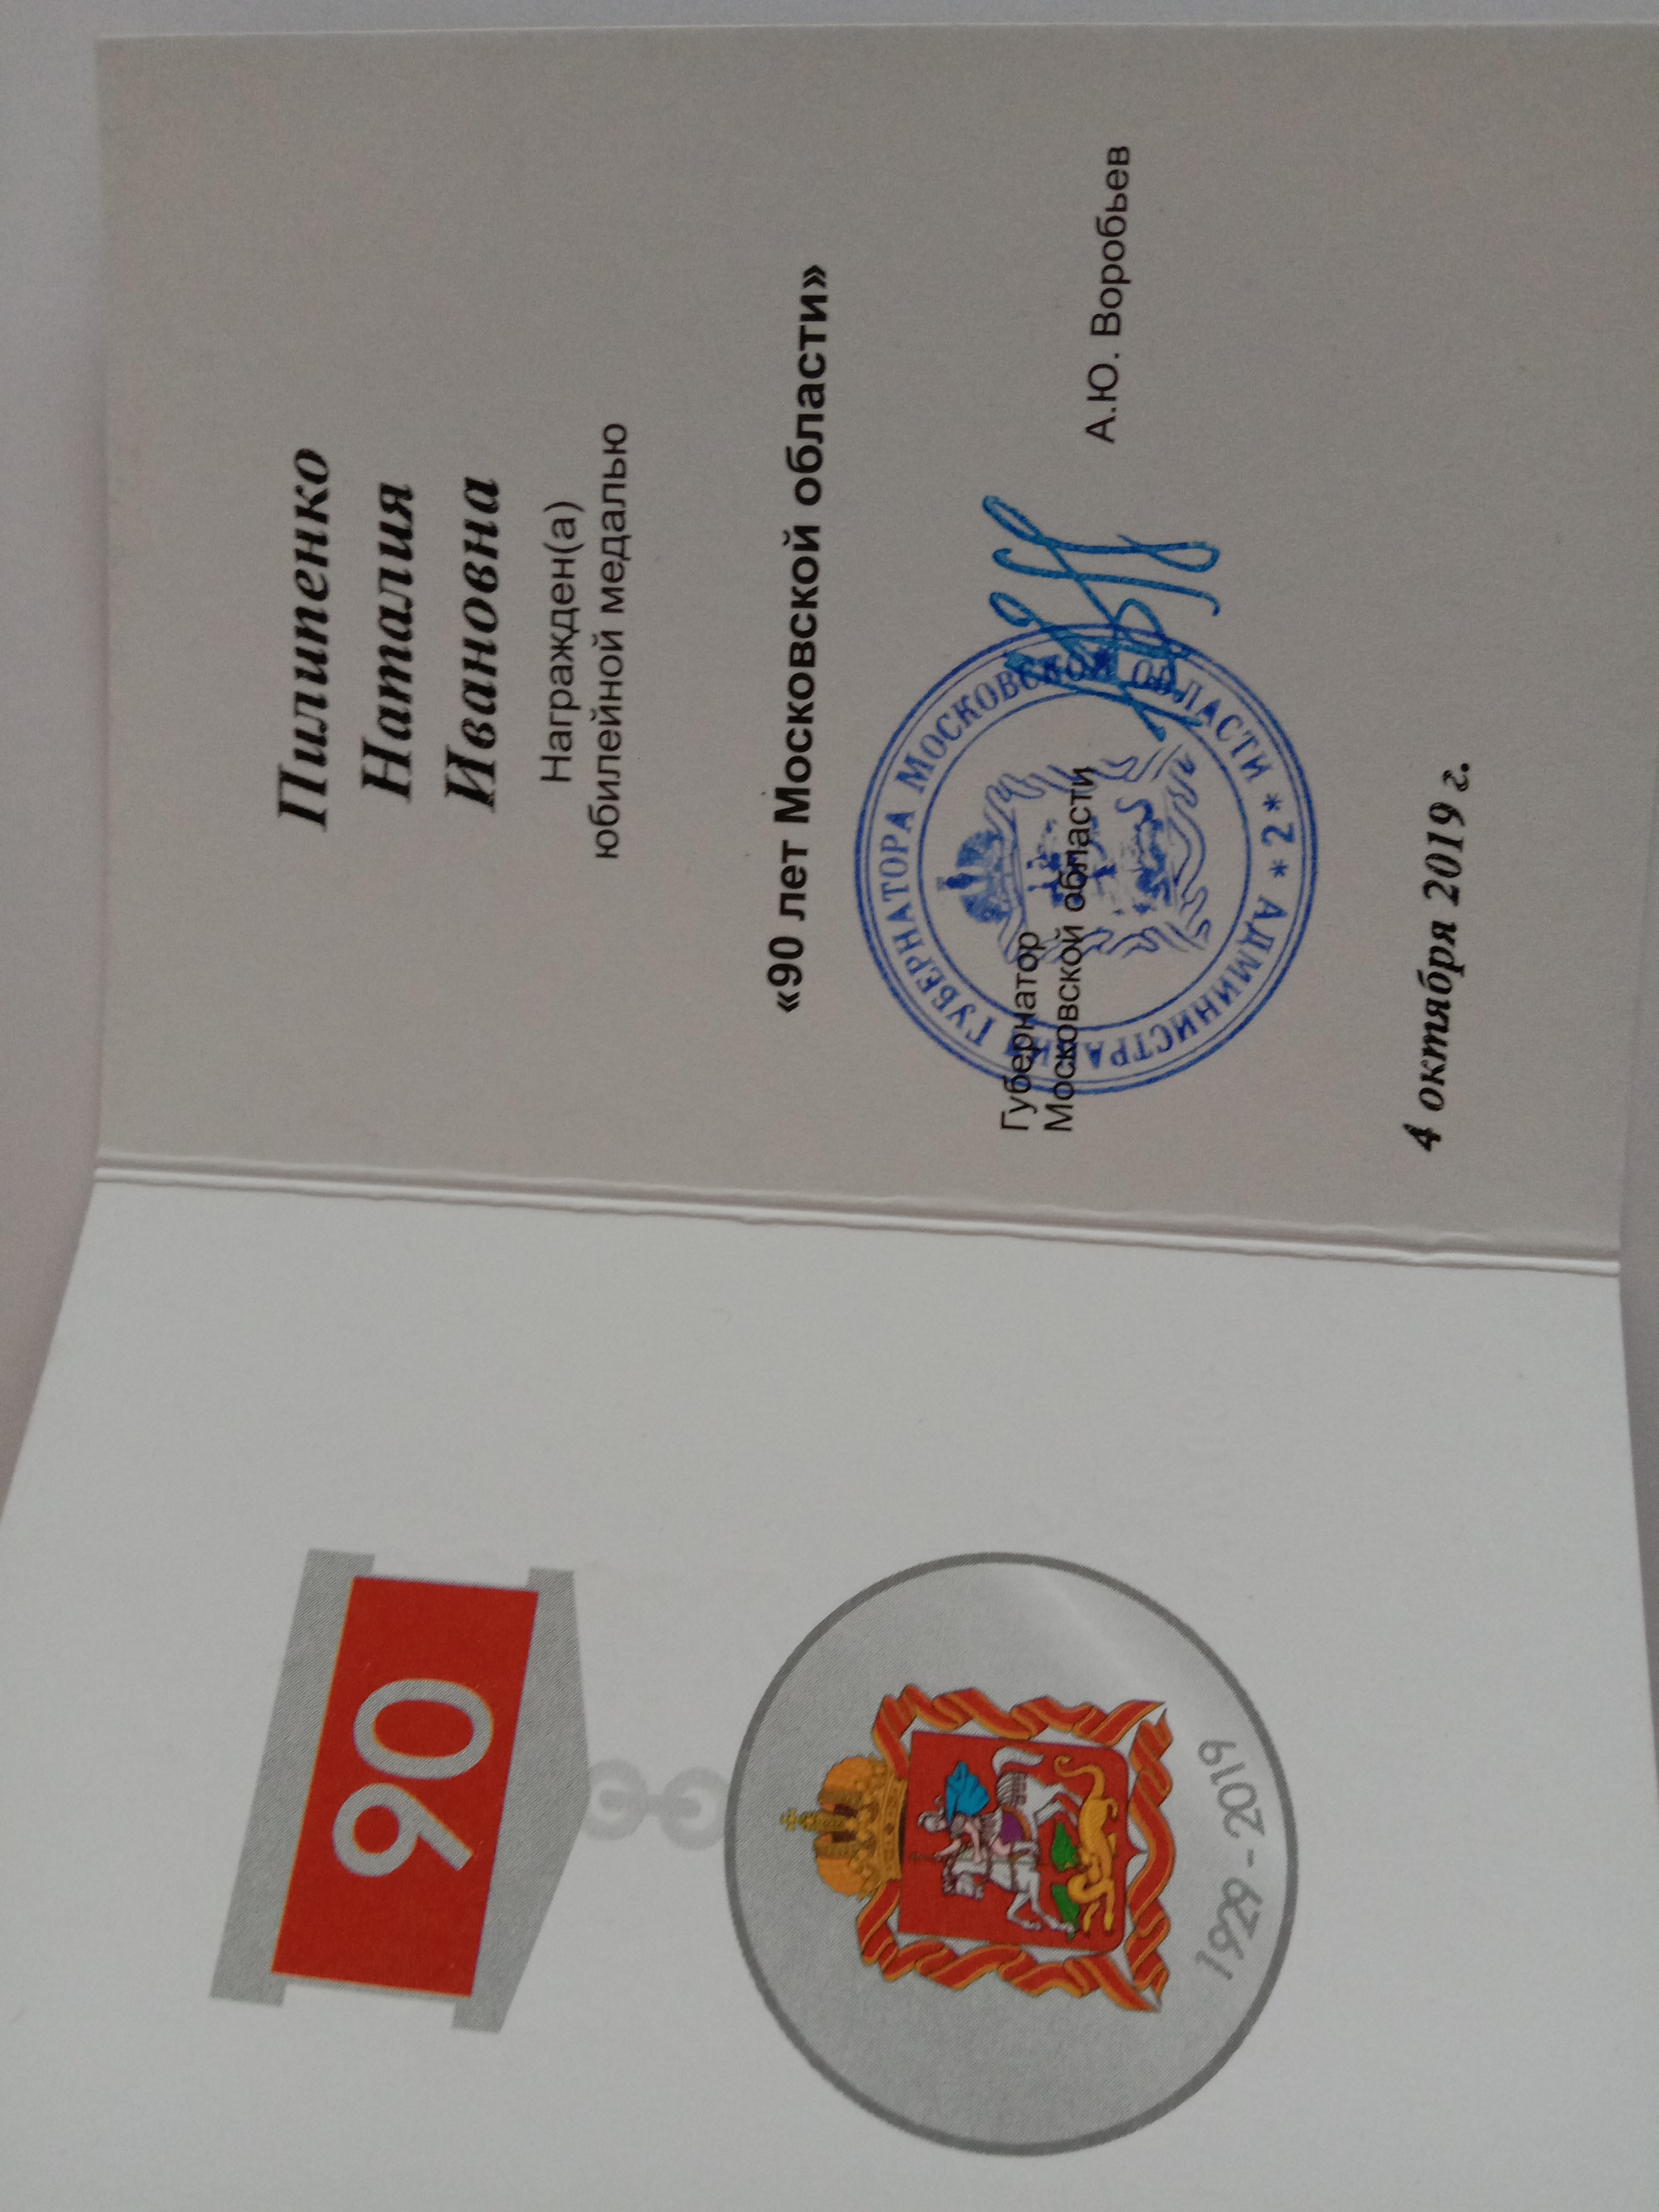 90
1929 - 2019
Пилипенко
Наталия
Ивановна
Награжден(а)
юбилейной медалью
«90 лет Московской области»
Губернатор
Московской области
А.Ю. Воробьев
АДМИНИСТРАЦИЯ ГУБЕРНАТОРА МОСКОВСКОЙ ОБЛАСТИ * 2 *
4 октября 2019 г.